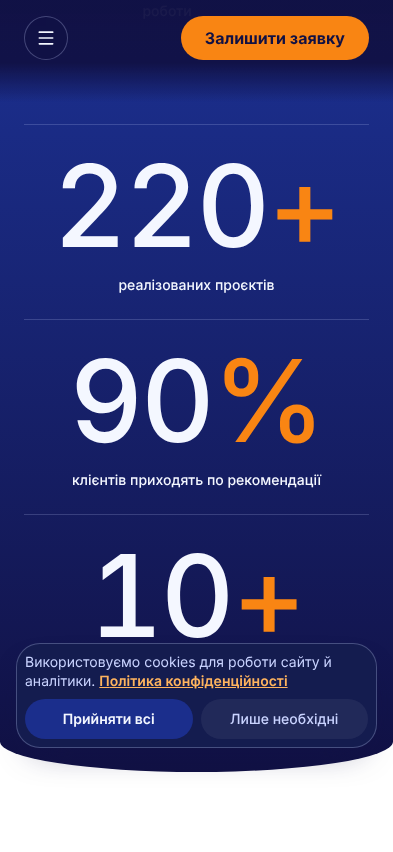 роботи
Залишити заявку
220+
реалізованих проєктів
90%
клієнтів приходять по рекомендації
10+
Використовуємо cookies для роботи сайту й
аналітики. Політика конфіденційності
Прийняти всі
Лише необхідні